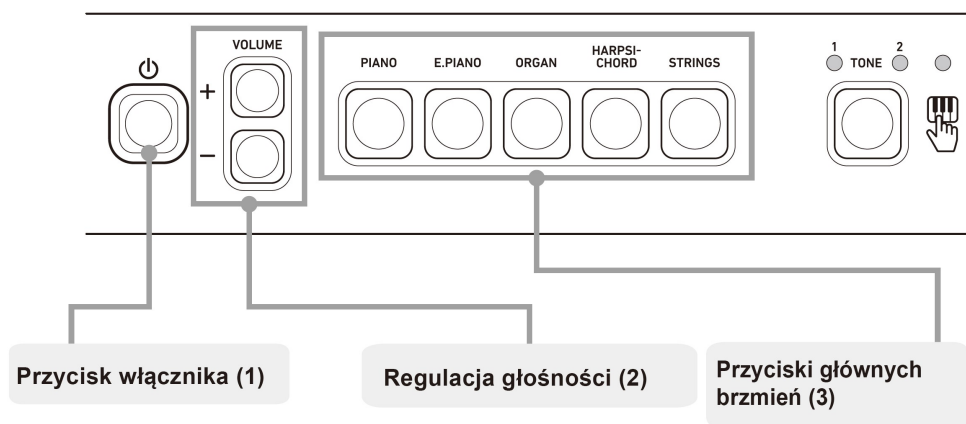 VOLUME
+
−
PIANO
E.PIANO
ORGAN
HARPSI-
CHORD
STRINGS
1
2
TONE
Przycisk włącznika (1)
Regulacja głośności (2)
Przyciski głównych
brzmień (3)